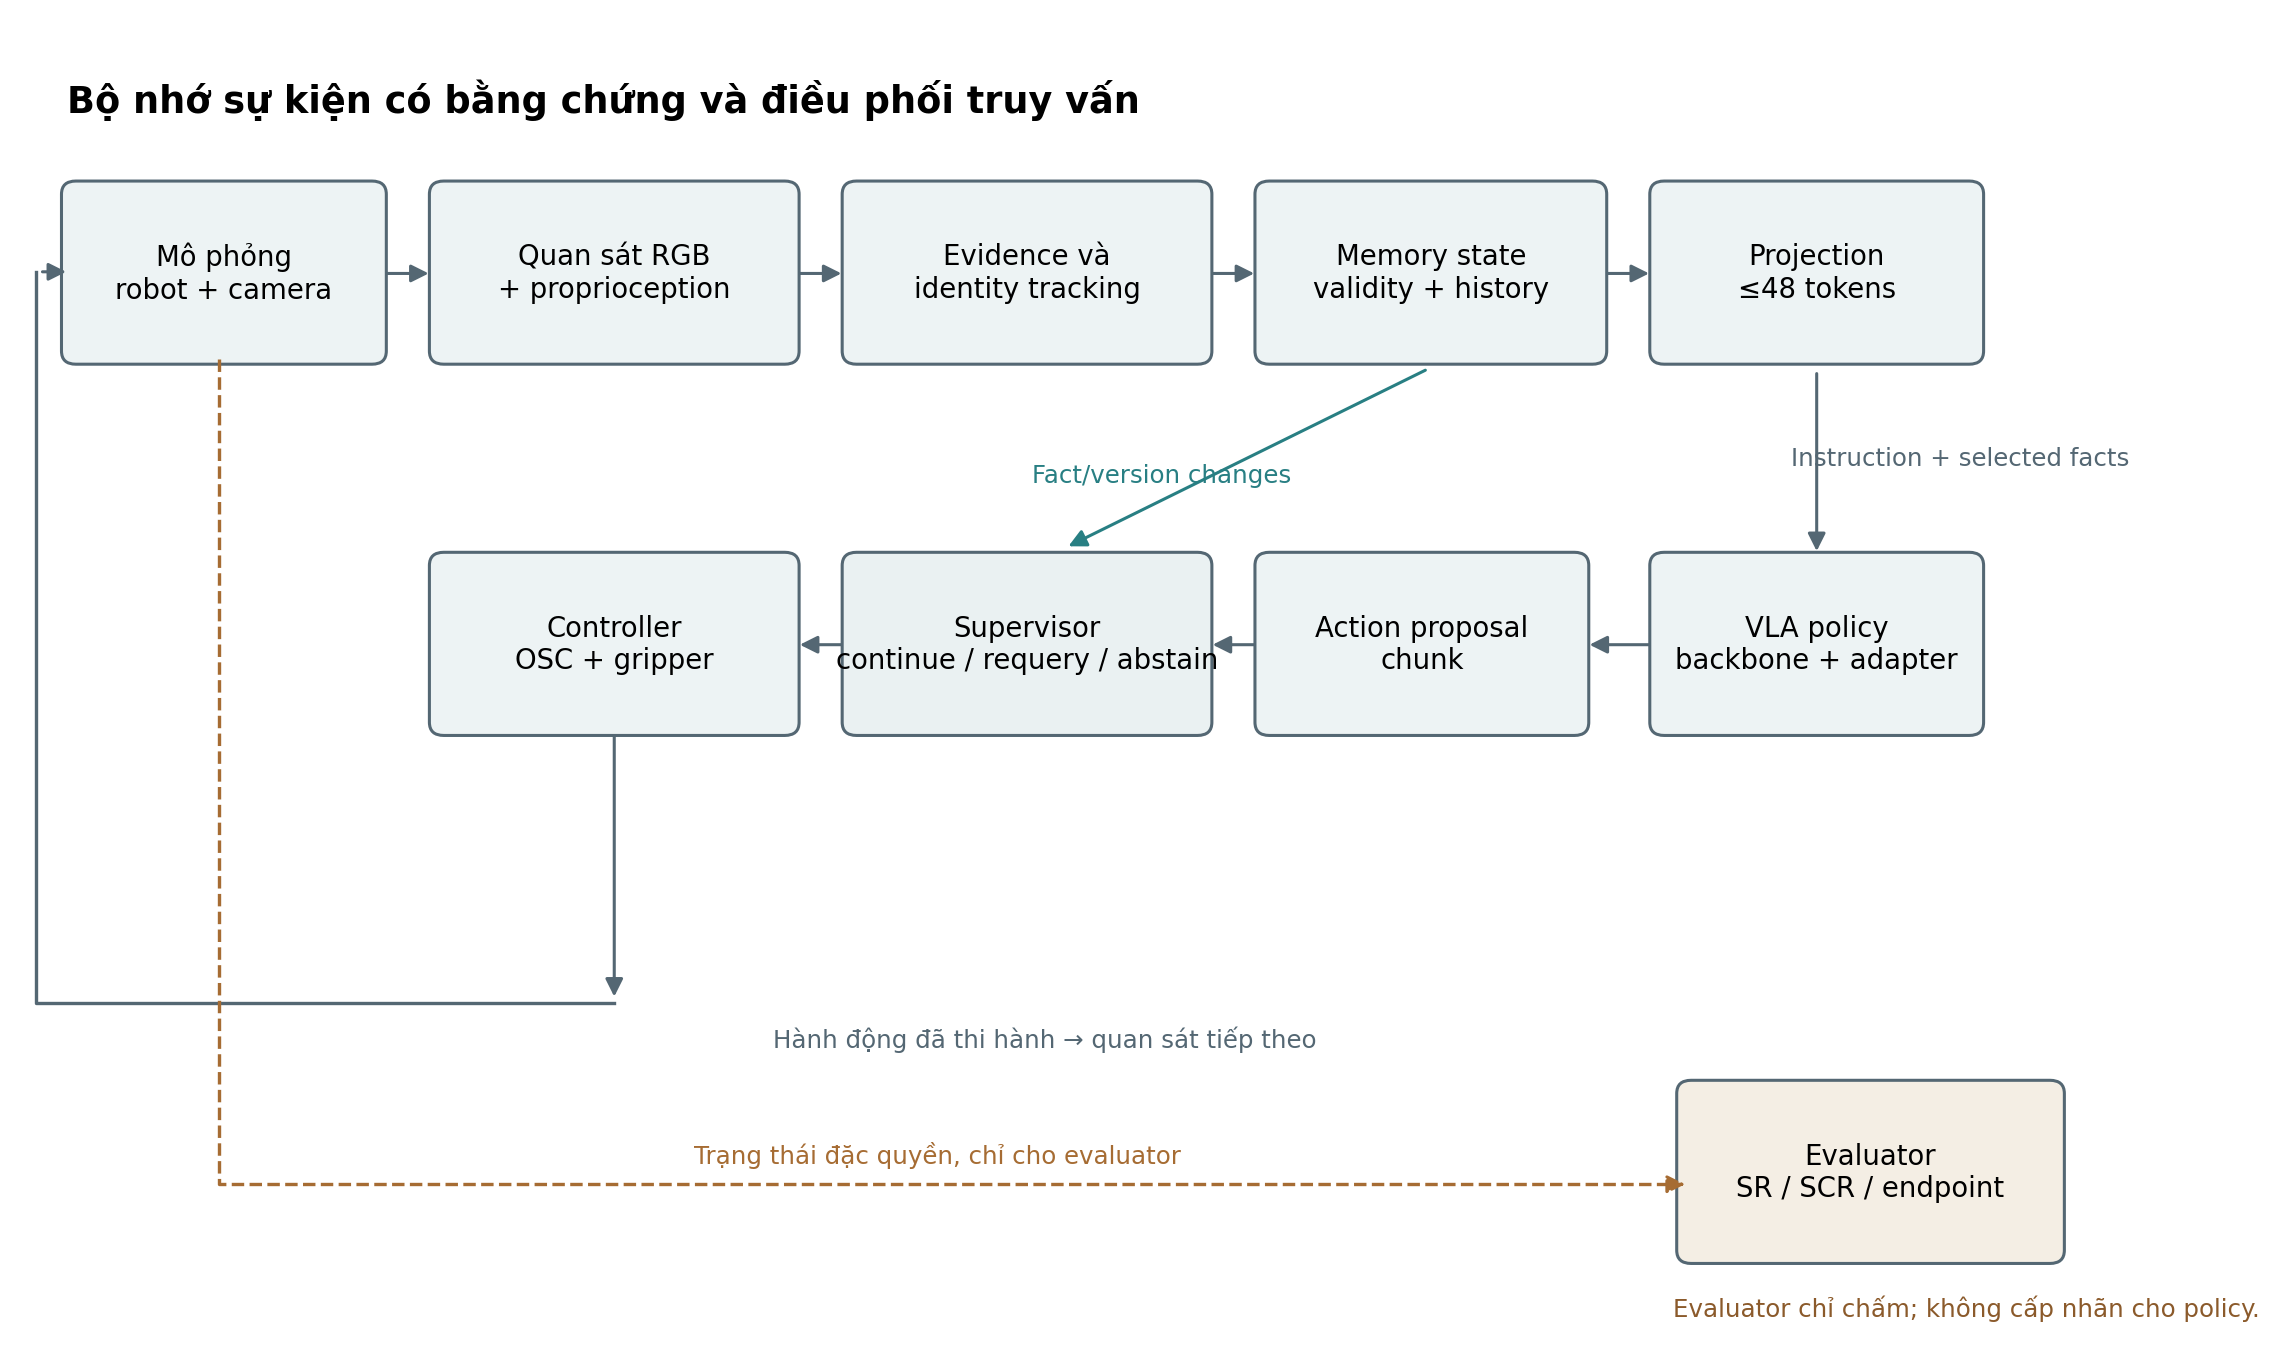 Bộ nhớ sự kiện có bằng chứng và điều phối truy vấn
Mô phỏng
robot + camera
Quan sát RGB
+ proprioception
Evidence và
identity tracking
Memory state
validity + history
Projection
≤48 tokens
Fact/version changes
Instruction + selected facts
Controller
OSC + gripper
Supervisor
continue / requery / abstain
Action proposal
chunk
VLA policy
backbone + adapter
Hành động đã thi hành → quan sát tiếp theo
Trạng thái đặc quyền, chỉ cho evaluator
Evaluator
SR / SCR / endpoint
Evaluator chỉ chấm; không cấp nhãn cho policy.